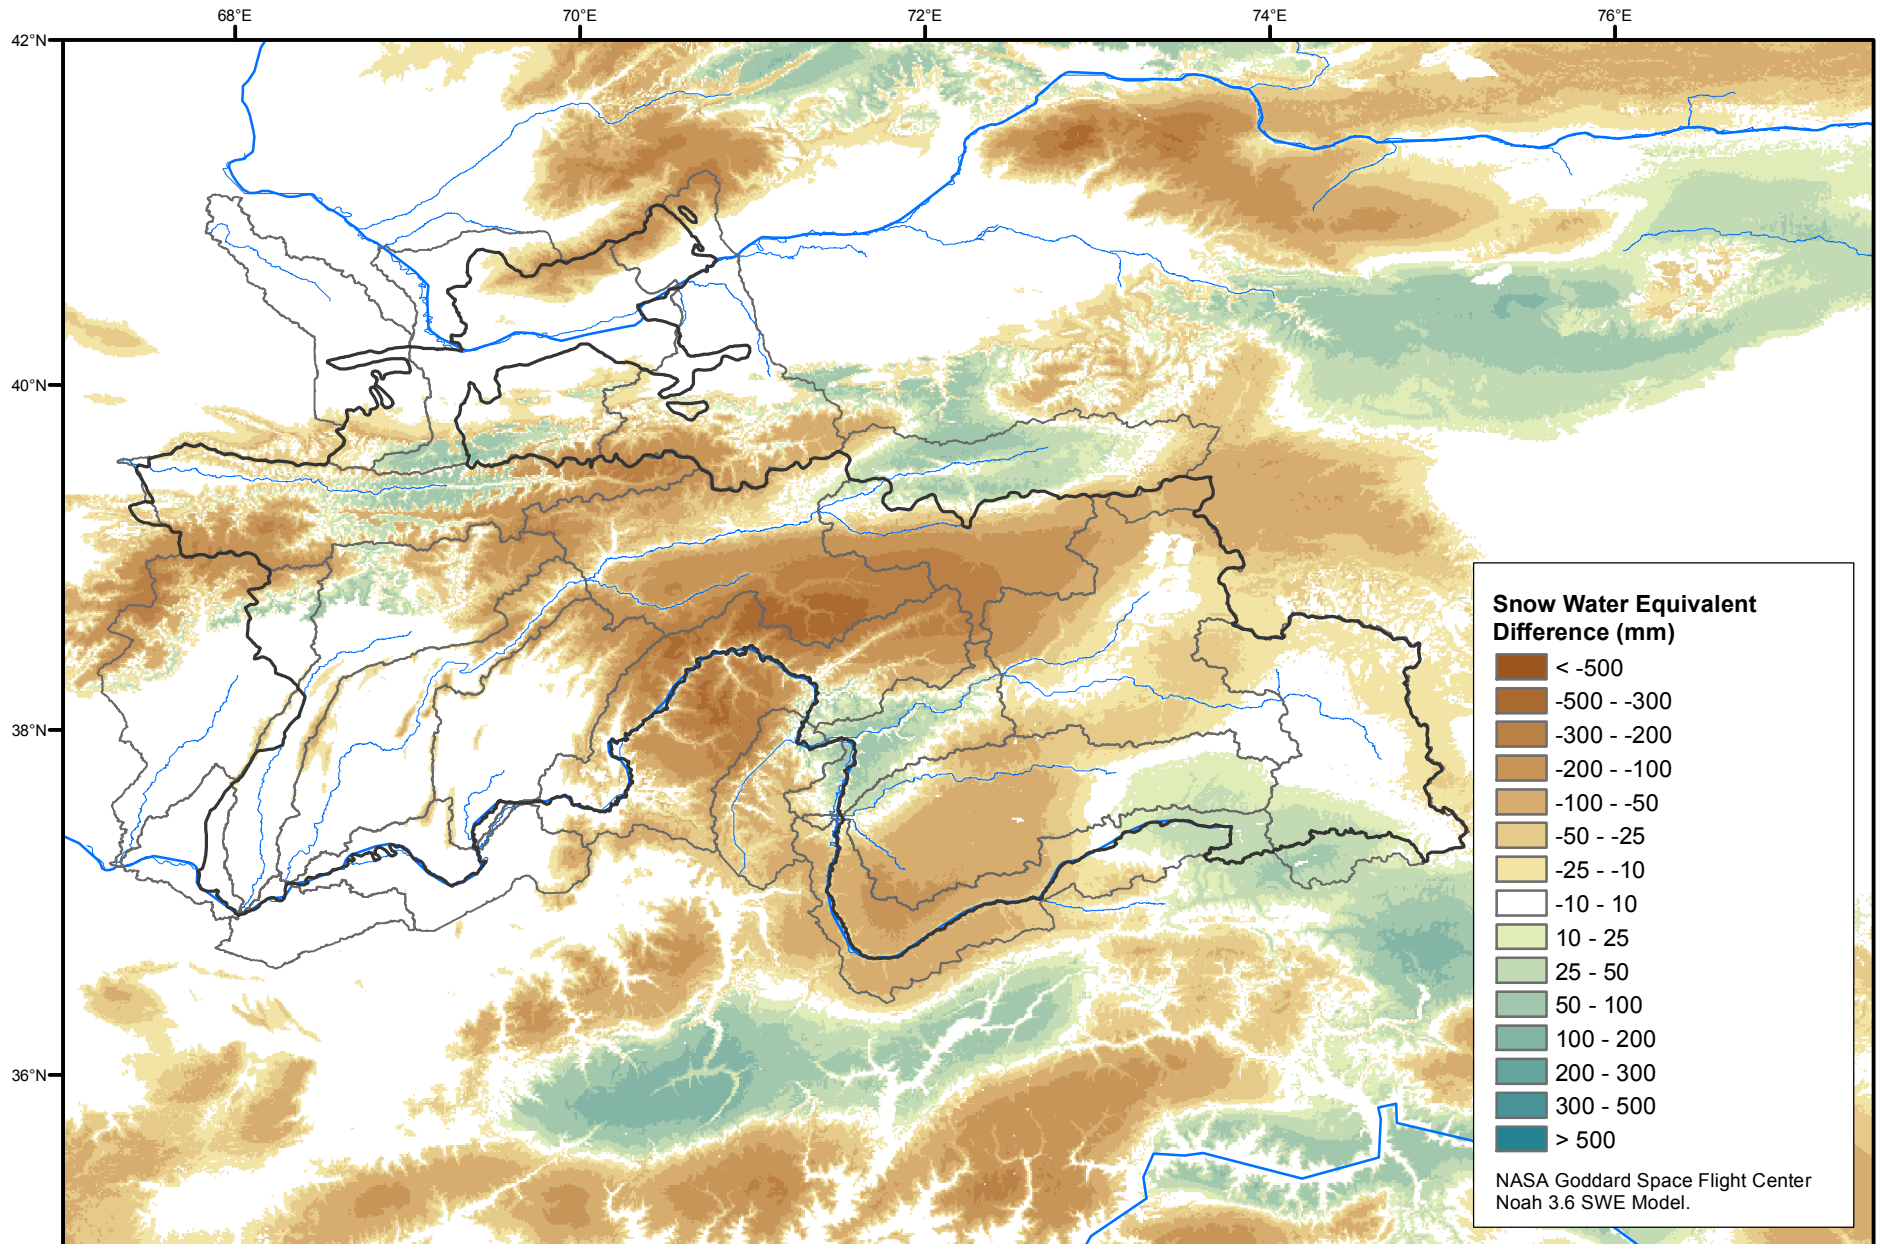 68°E
70°E
72°E
74°E
76°E
42°N
40°N
38°N
36°N
Snow Water Equivalent
Difference (mm)
< -500
-500 - -300
-300 - -200
-200 - -100
-100 - -50
-50 - -25
-25 - -10
-10 - 10
10 - 25
25 - 50
50 - 100
100 - 200
200 - 300
300 - 500
> 500
NASA Goddard Space Flight Center
Noah 3.6 SWE Model.